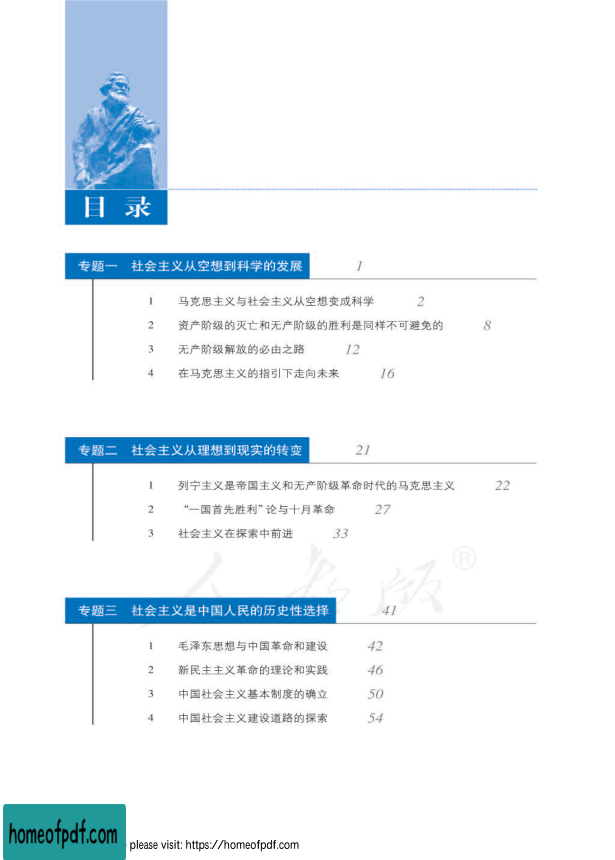 目 录
专题一 社会主义从空想到科学的发展 1
1 马克思主义与社会主义从空想变成科学 2
2 资产阶级的灭亡和无产阶级的胜利是同样不可避免的 8
3 无产阶级解放的必由之路 12
4 在马克思主义的指引下走向未来 16
专题二 社会主义从理想到现实的转变 21
1 列宁主义是帝国主义和无产阶级革命时代的马克思主义 22
2 “一国首先胜利”论与十月革命 27
3 社会主义在探索中前进 33
人教版®
专题三 社会主义是中国人民的历史性选择 41
1 毛泽东思想与中国革命和建设 42
2 新民主主义革命的理论和实践 46
3 中国社会主义基本制度的确立 50
4 中国社会主义建设道路的探索 54
homeofpdf.com
please visit: https://homeofpdf.com